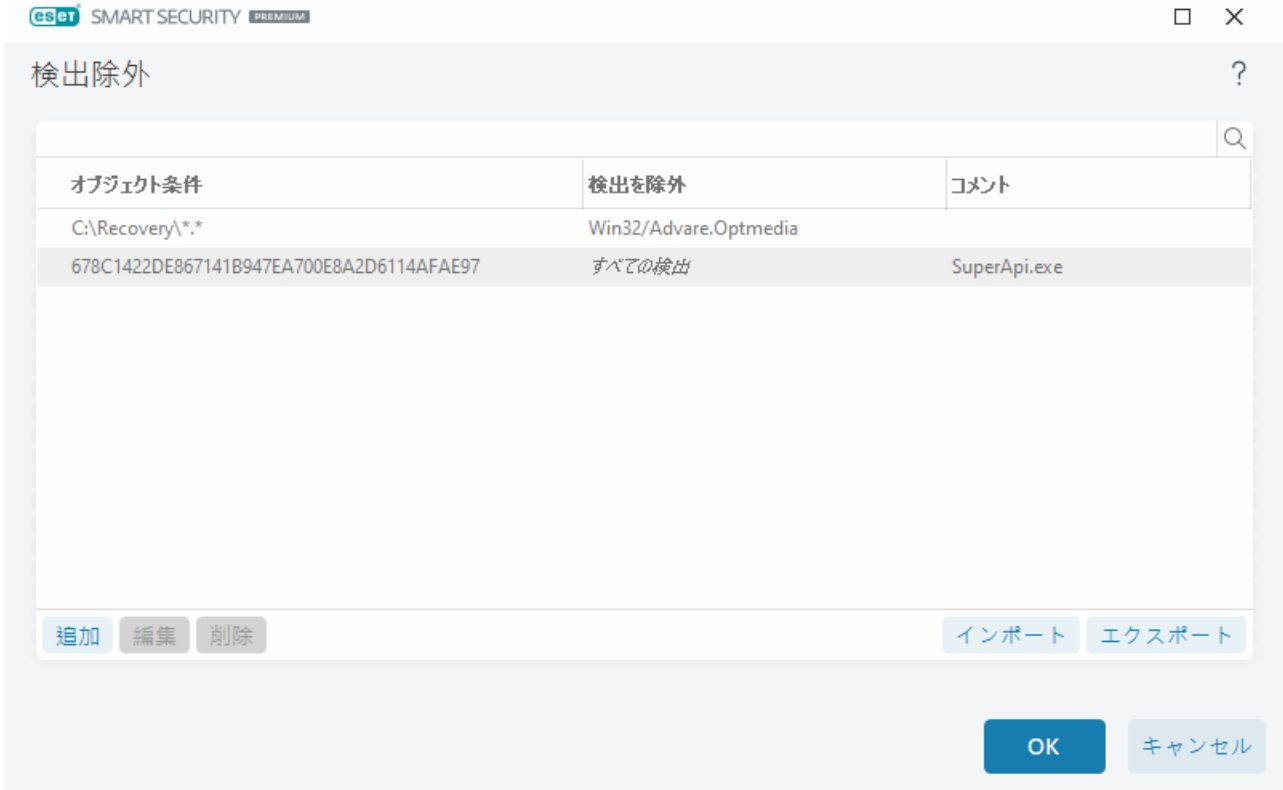 eset SMART SECURITY PREMIUM
検出除外
?
オブジェクト条件 検出を除外 コメント
C:\Recovery\*.* Win32/Advare.Optmedia
678C1422DE867141B947EA700E8A2D6114AFAE97 すべての検出 SuperApi.exe
追加 編集 削除 インポート エクスポート
OK キャンセル